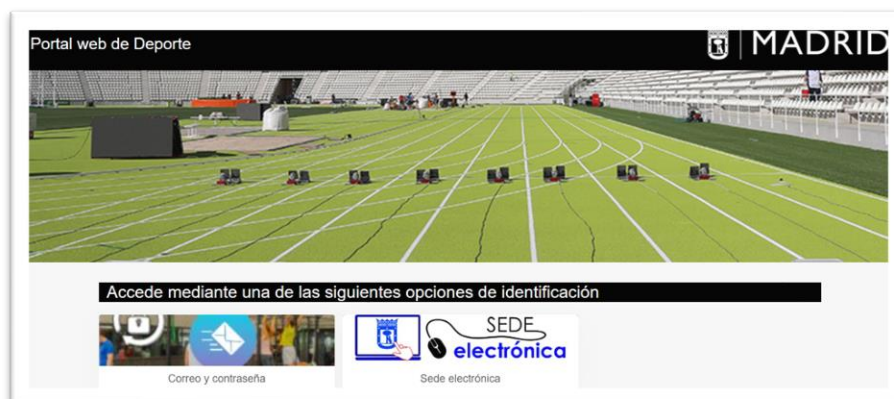 Portal web de Deporte
MADRID
Accede mediante una de las siguientes opciones de identificación
SEDE
electrónica
Correo y contraseña
Sede electrónica